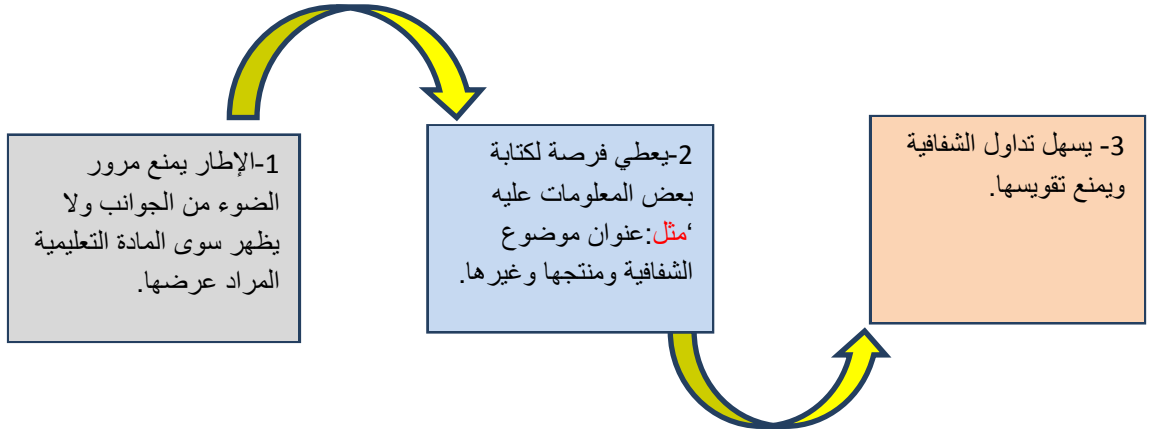 1-الإطار يمنع مرور
الضوء من الجوانب ولا
يظهر سوى المادة التعليمية
المراد عرضها.
2-يعطي فرصة لكتابة
بعض المعلومات عليه
‘مثل:عنوان موضوع
الشفافية ومنتجها وغيرها.
3- يسهل تداول الشفافية
ويمنع تقويسها.